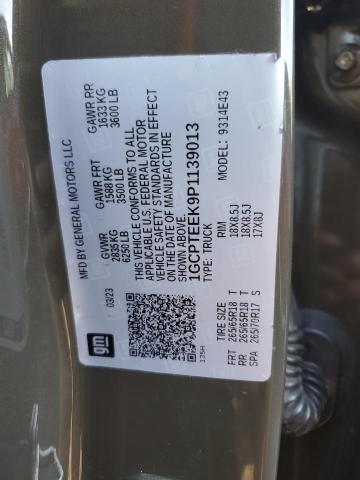 MFD BY GENERAL MOTORS LLC
03/23 GVWR GAWR FRT GAWR RR
2835 KG 1588 KG 1633 KG
6250 LB 3500 LB 3600 LB
THIS VEHICLE CONFORMS TO ALL
APPLICABLE U.S. FEDERAL MOTOR
VEHICLE SAFETY STANDARDS IN EFFECT
ON THE DATE OF MANUFACTURE
1GCPTEEK9P1139013
TYPE: TRUCK 9314E43
gm
135H
TIRE SIZE RIM
FRT 265/65R18 T 18X8.5J
RR 265/65R18 T 18X8.5J
SPA 265/70R17 S 17X8J